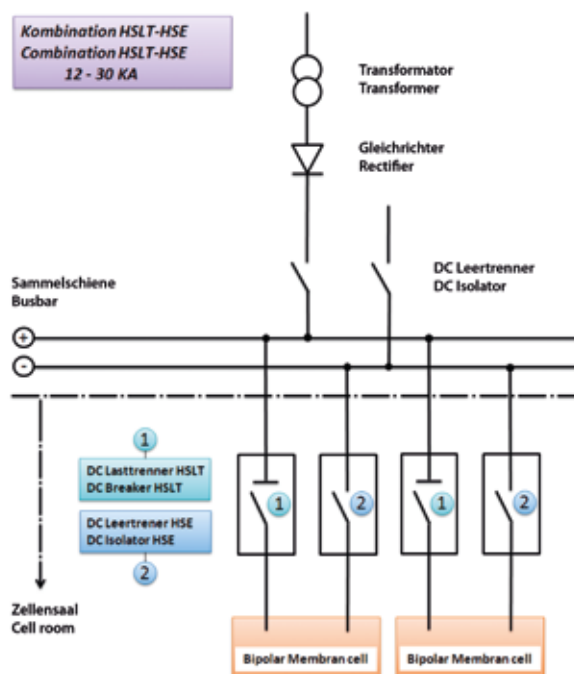 Kombination HSLT-HSE
Combination HSLT-HSE
12 - 30 KA
Transformator
Transformer
Gleichrichter
Rectifier
DC Leertrenner
DC Isolator
Sammelschiene
Busbar
+
-
1
DC Lasttrenner HSLT
DC Breaker HSLT
DC Leertrener HSE
DC Isolator HSE
2
1
2
1
2
Zellensaal
Cell room
Bipolar Membran cell
Bipolar Membran cell